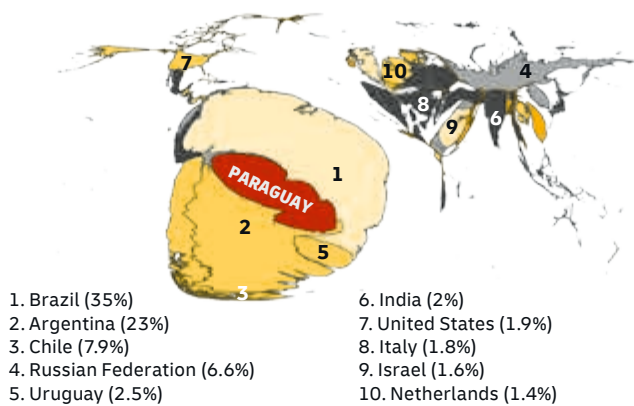 7
10
4
8
6
9
1
PARAGUAY
2
5
3
1. Brazil (35%)
2. Argentina (23%)
3. Chile (7.9%)
4. Russian Federation (6.6%)
5. Uruguay (2.5%)
6. India (2%)
7. United States (1.9%)
8. Italy (1.8%)
9. Israel (1.6%)
10. Netherlands (1.4%)